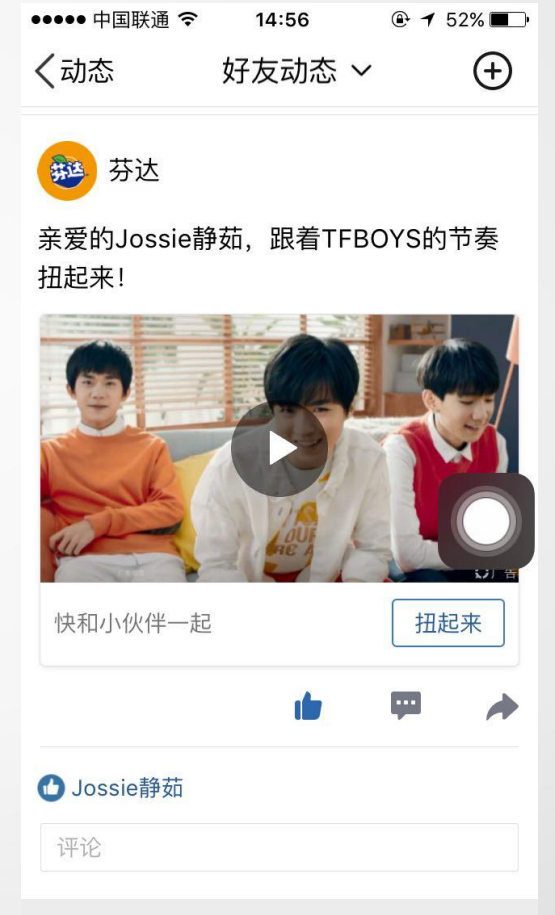 中国联通 14:56 52%
动态 好友动态
芬达
芬达
亲爱的Jossie静茹，跟着TFBOYS的节奏
扭起来！
OUR
快和小伙伴一起 扭起来
Jossie静茹
评论